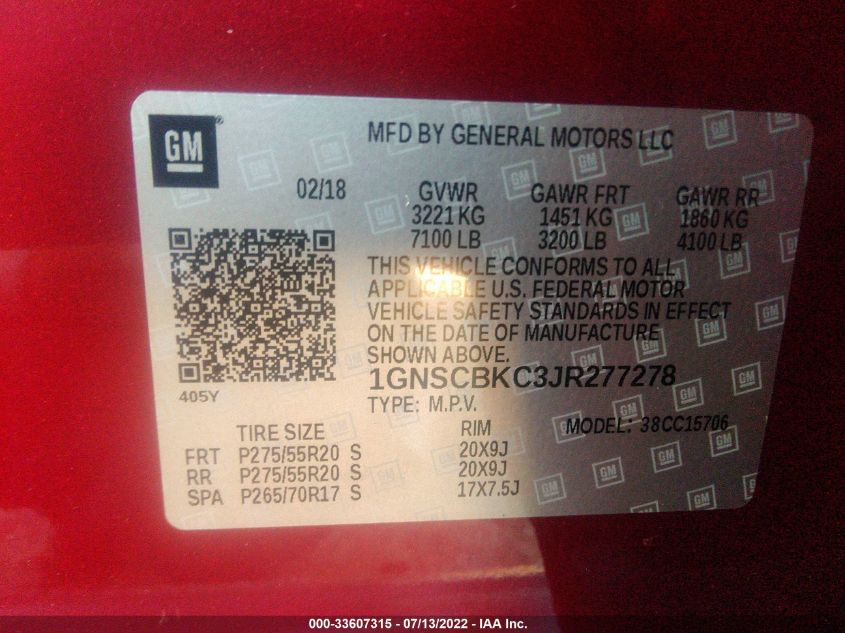 GM
MFD BY GENERAL MOTORS LLC
02/18 GVWR GAWR FRT GAWR RR
3221 KG 1451 KG 1860 KG
7100 LB 3200 LB 4100 LB
THIS VEHICLE CONFORMS TO ALL
APPLICABLE U.S. FEDERAL MOTOR
VEHICLE SAFETY STANDARDS IN EFFECT
ON THE DATE OF MANUFACTURE
SHOWN ABOVE.
1GNSCBKC3JR277278
405Y
TYPE: M.P.V. MODEL: 38CC15706
TIRE SIZE RIM
FRT P275/55R20 S 20X9J
RR P275/55R20 S 20X9J
SPA P265/70R17 S 17X7.5J
000-33607315 - 07/13/2022 - IAA Inc.